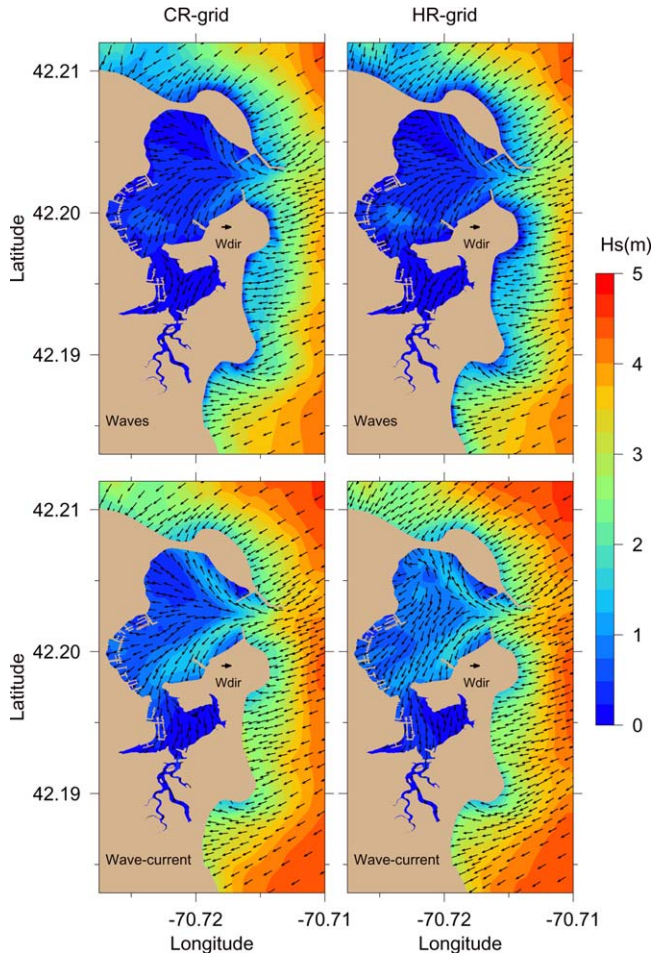 CR-grid HR-grid
42.21
42.20
42.19
Latitude
Wdir
Waves
Wdir
Waves
Hs(m)
5
4
3
2
1
0
42.21
42.20
42.19
Latitude
Wdir
Wave-current
Wdir
Wave-current
-70.72 -70.71 -70.72 -70.71
Longitude Longitude